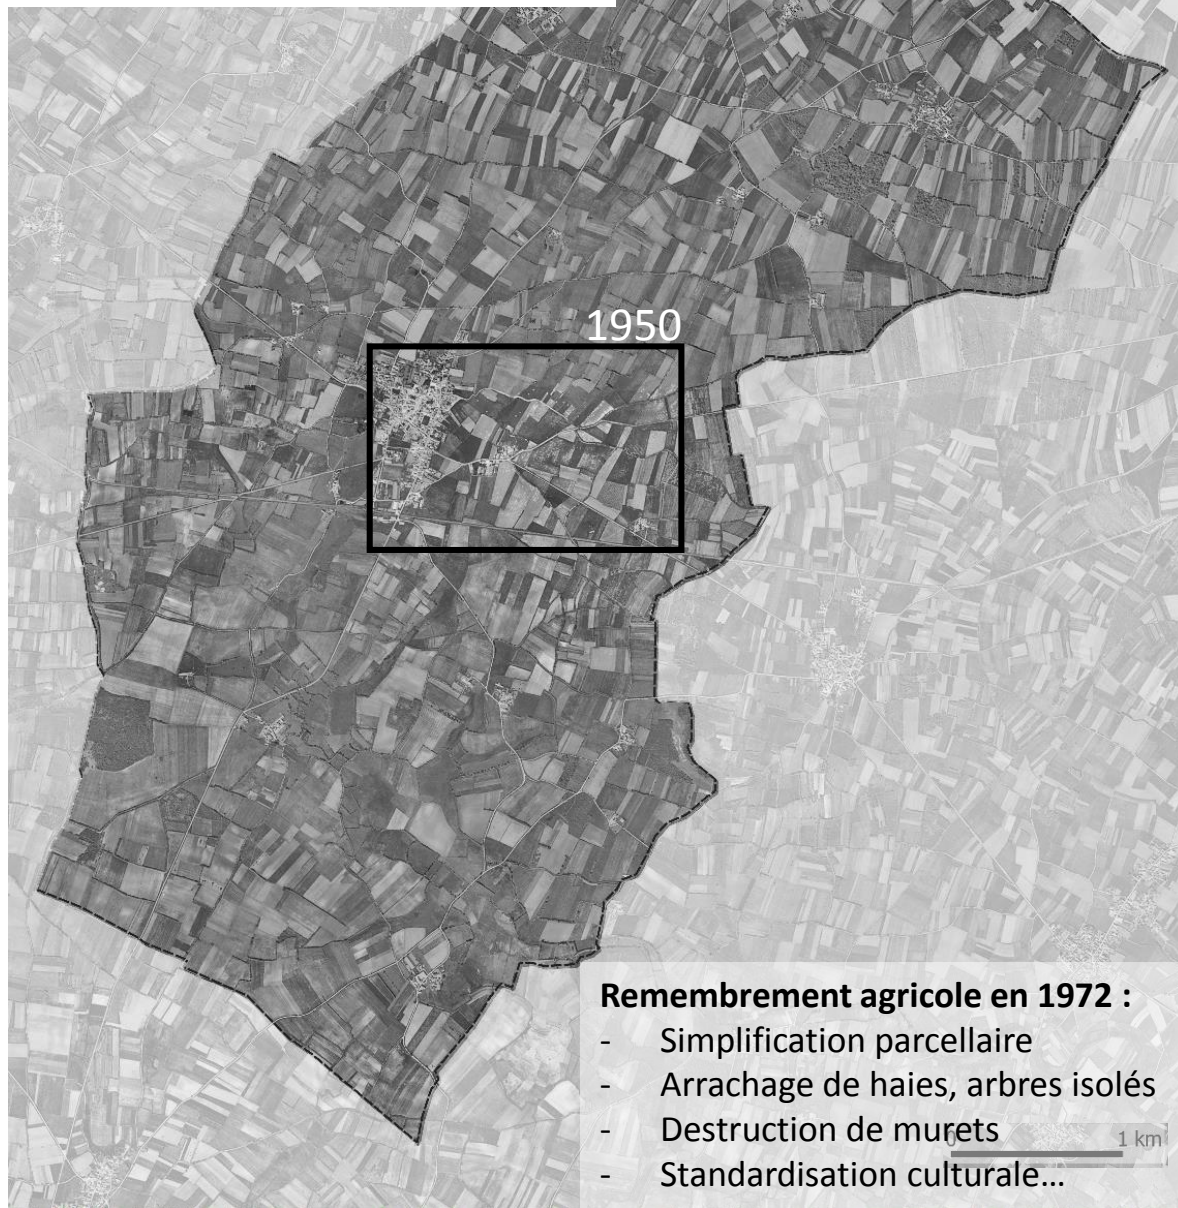 1950
Remembrement agricole en 1972 :
- Simplification parcellaire
- Arrachage de haies, arbres isolés
- Destruction de murets
- Standardisation culturale…
0 1 km